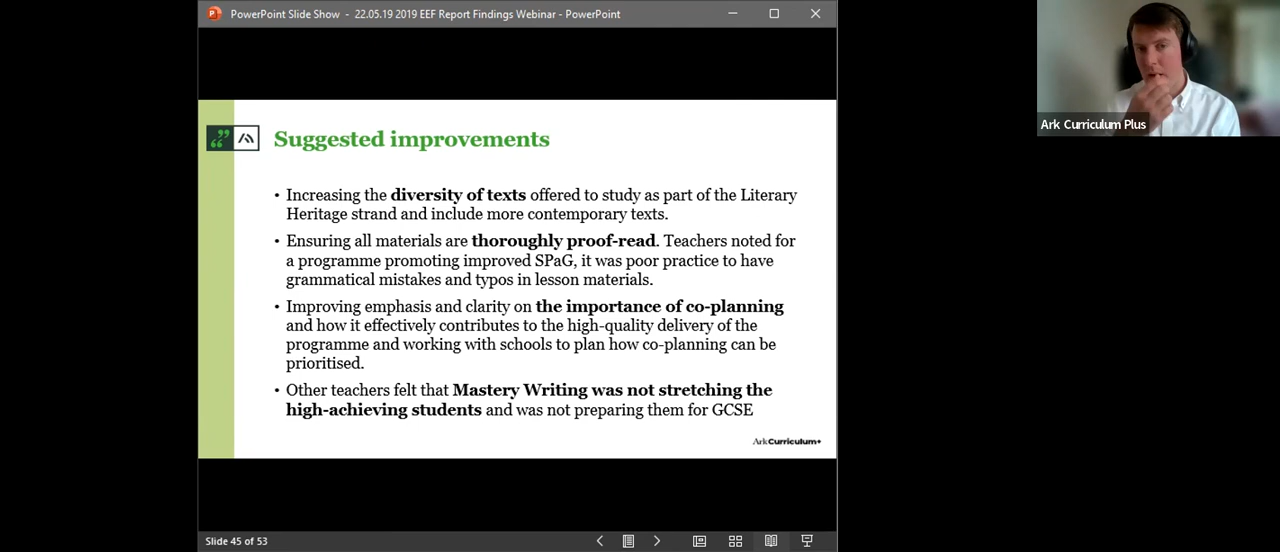 PowerPoint Slide Show - 22.05.19 2019 EEF Report Findings Webinar - PowerPoint
Ark Curriculum Plus
Suggested improvements
• Increasing the diversity of texts offered to study as part of the Literary
Heritage strand and include more contemporary texts.
• Ensuring all materials are thoroughly proof-read. Teachers noted for
a programme promoting improved SPaG, it was poor practice to have
grammatical mistakes and typos in lesson materials.
• Improving emphasis and clarity on the importance of co-planning
and how it effectively contributes to the high-quality delivery of the
programme and working with schools to plan how co-planning can be
prioritised.
• Other teachers felt that Mastery Writing was not stretching the
high-achieving students and was not preparing them for GCSE
ArkCurriculum+
Slide 45 of 53